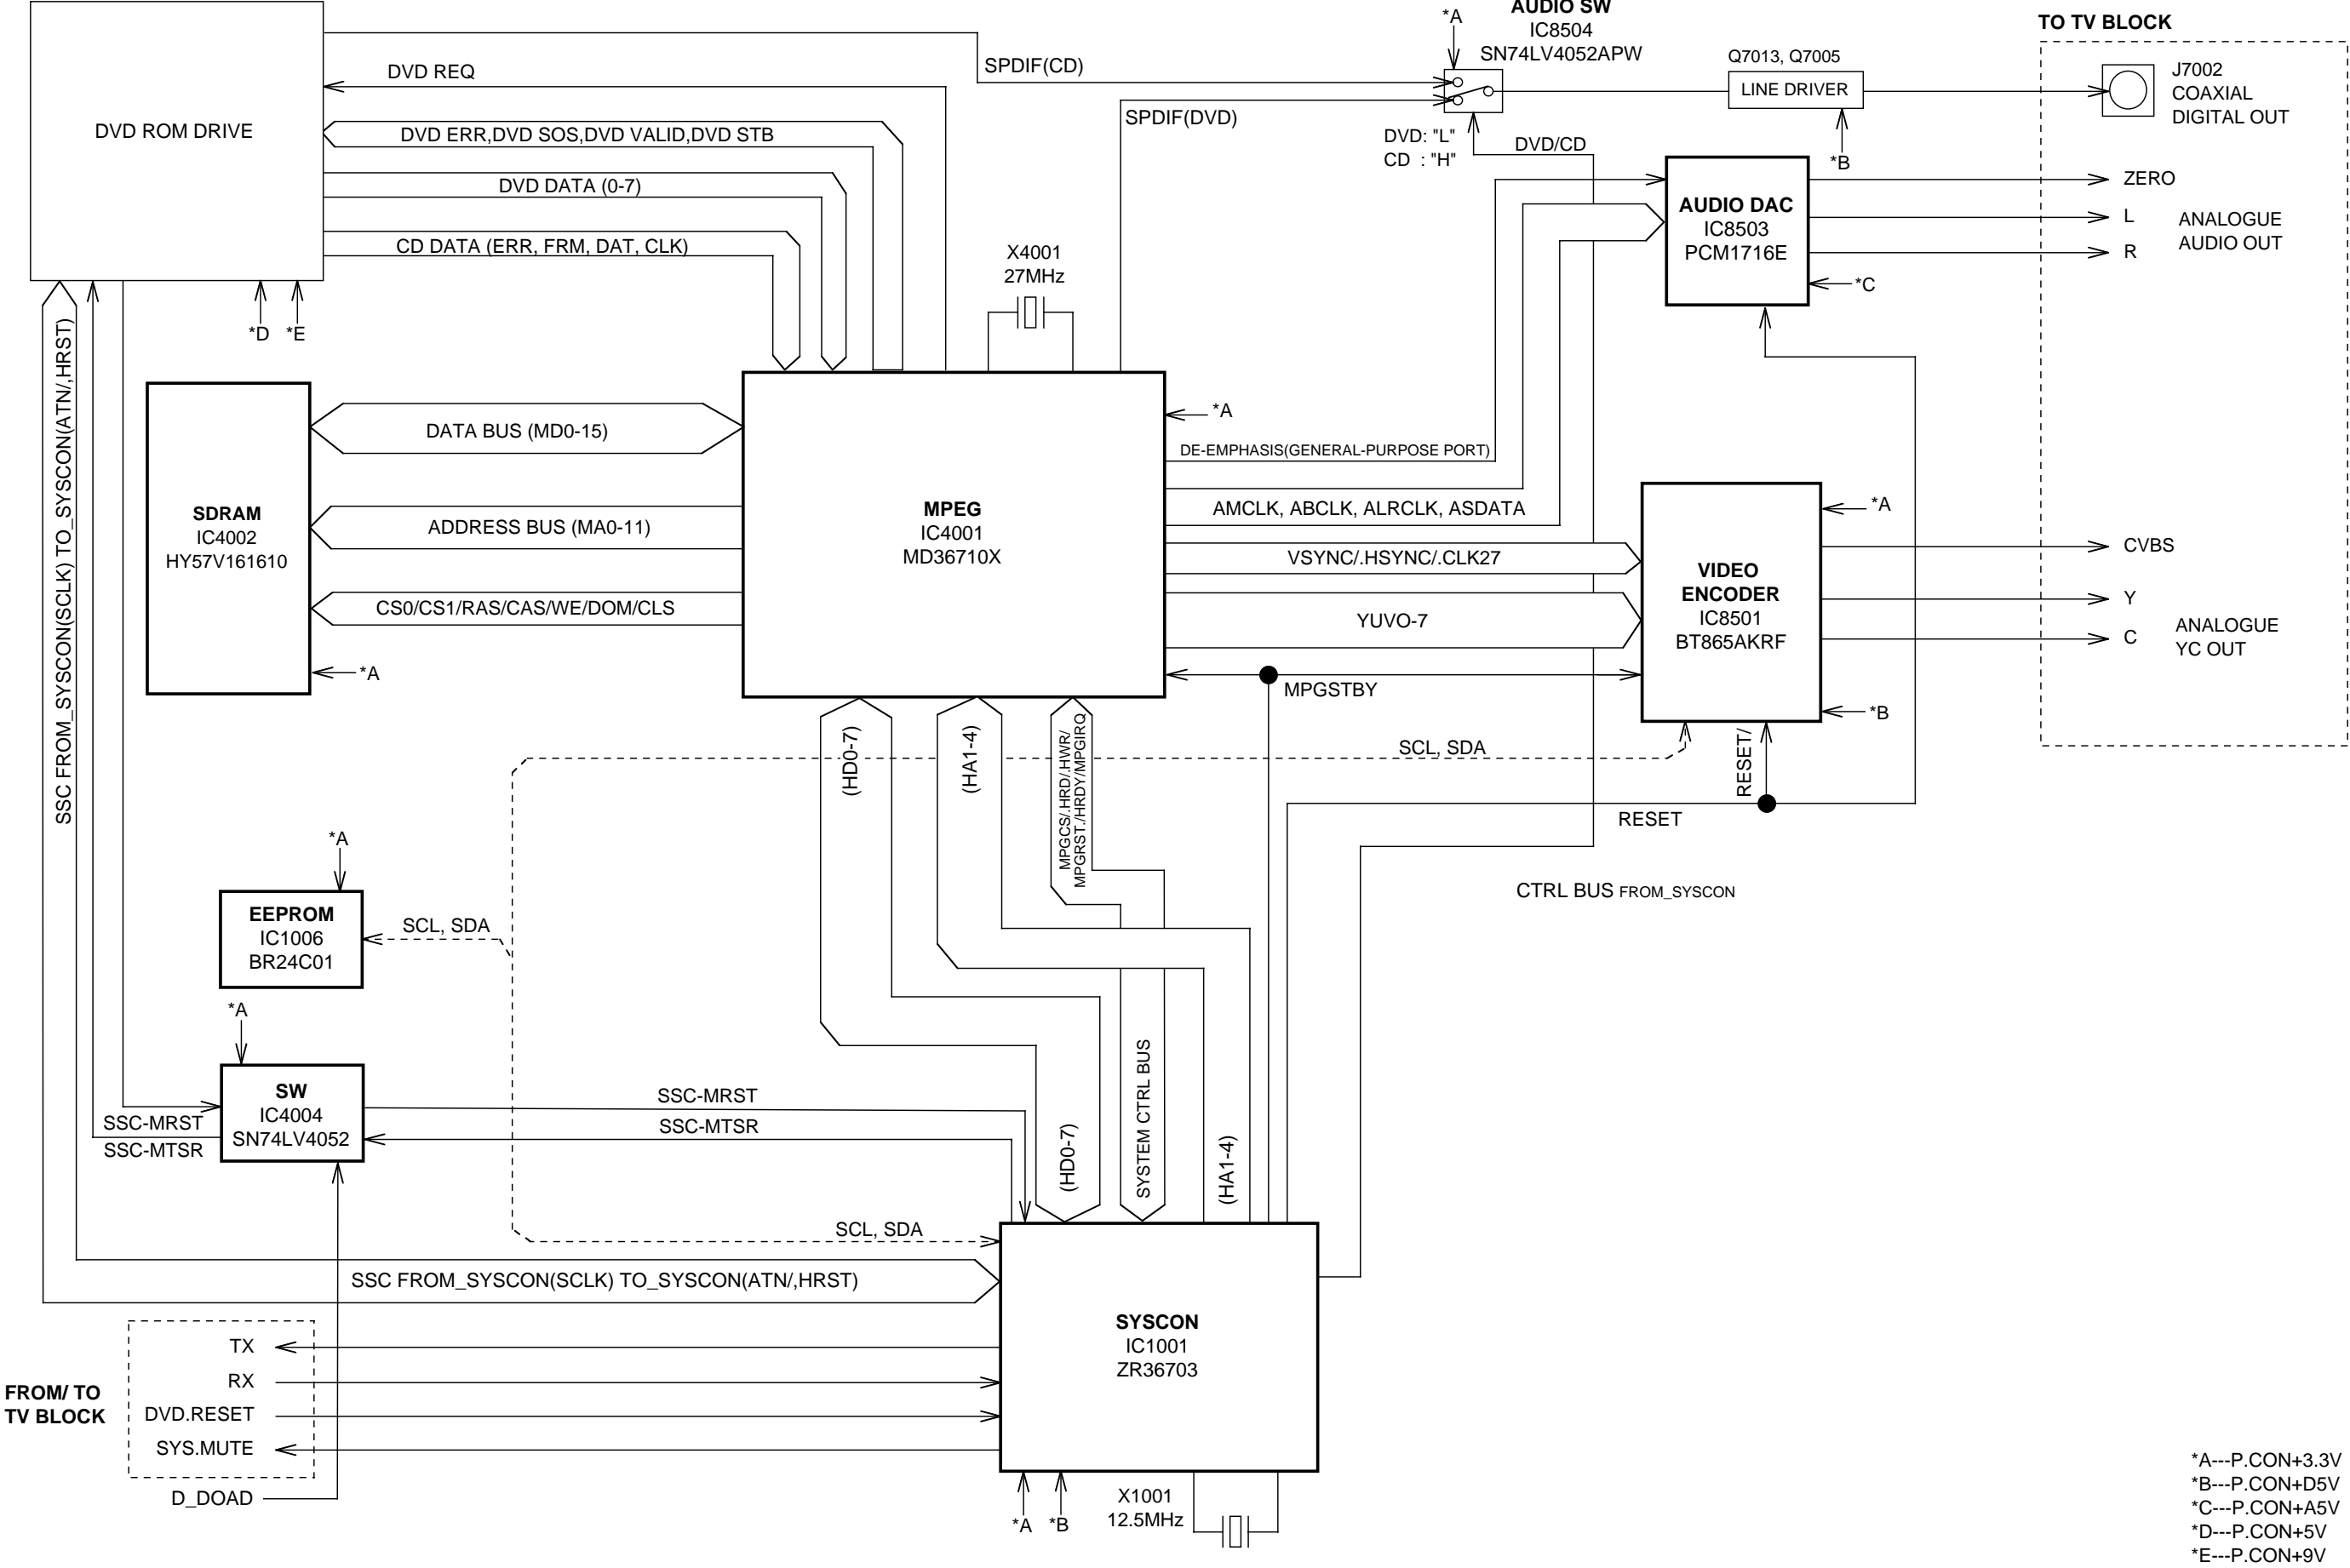 *A
AUDIO SW
IC8504
SN74LV4052APW
TO TV BLOCK
DVD ROM DRIVE
DVD REQ
SPDIF(CD)
Q7013, Q7005
LINE DRIVER
J7002
COAXIAL
DIGITAL OUT
DVD ERR,DVD SOS,DVD VALID,DVD STB
SPDIF(DVD)
DVD: "L"
CD : "H"
DVD/CD
*B
DVD DATA (0-7)
CD DATA (ERR, FRM, DAT, CLK)
AUDIO DAC
IC8503
PCM1716E
ZERO
L
R
ANALOGUE
AUDIO OUT
*C
X4001
27MHz
*D
*E
SSC FROM_SYSCON(SCLK) TO_SYSCON(ATN/,HRST)
SDRAM
IC4002
HY57V161610
*A
DATA BUS (MD0-15)
ADDRESS BUS (MA0-11)
CS0/CS1/RAS/CAS/WE/DOM/CLS
MPEG
IC4001
MD36710X
*A
DE-EMPHASIS(GENERAL-PURPOSE PORT)
AMCLK, ABCLK, ALRCLK, ASDATA
VSYNC/.HSYNC/.CLK27
YUVO-7
MPGSTBY
VIDEO
ENCODER
IC8501
BT865AKRF
*A
*B
CVBS
Y
C
ANALOGUE
YC OUT
(HD0-7)
(HA1-4)
MPGCS/.HRD/.HWR/
MPGRST./HRDY/MPGIRQ
SCL, SDA
RESET/
RESET
CTRL BUS FROM_SYSCON
*A
EEPROM
IC1006
BR24C01
SCL, SDA
*A
SW
IC4004
SN74LV4052
SSC-MRST
SSC-MTSR
SSC-MRST
SSC-MTSR
(HD0-7)
SYSTEM CTRL BUS
(HA1-4)
SCL, SDA
SSC FROM_SYSCON(SCLK) TO_SYSCON(ATN/,HRST)
SYSCON
IC1001
ZR36703
FROM/ TO
TV BLOCK
TX
RX
DVD.RESET
SYS.MUTE
D_DOAD
*A
*B
X1001
12.5MHz
*A---P.CON+3.3V
*B---P.CON+D5V
*C---P.CON+A5V
*D---P.CON+5V
*E---P.CON+9V